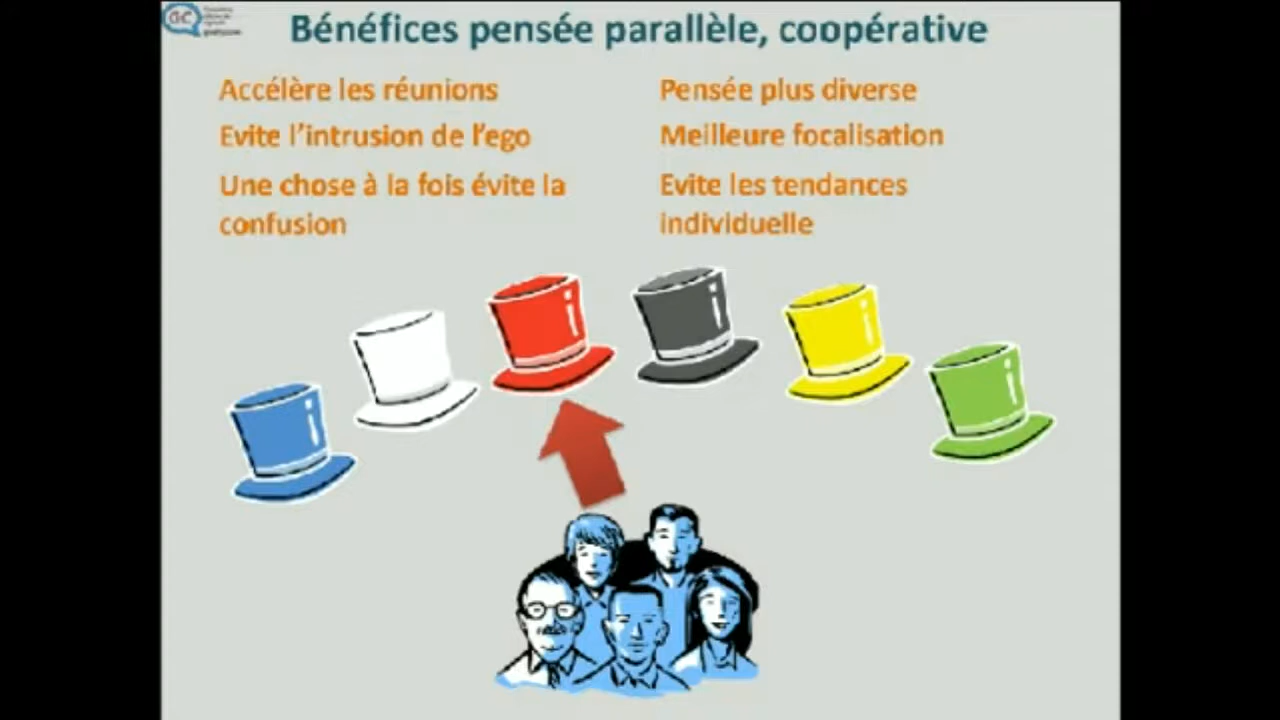 GC
Bénéfices pensée parallèle, coopérative
Accélère les réunions
Evite l'intrusion de l'ego
Une chose à la fois évite la
confusion
Pensée plus diverse
Meilleure focalisation
Evite les tendances
individuelle